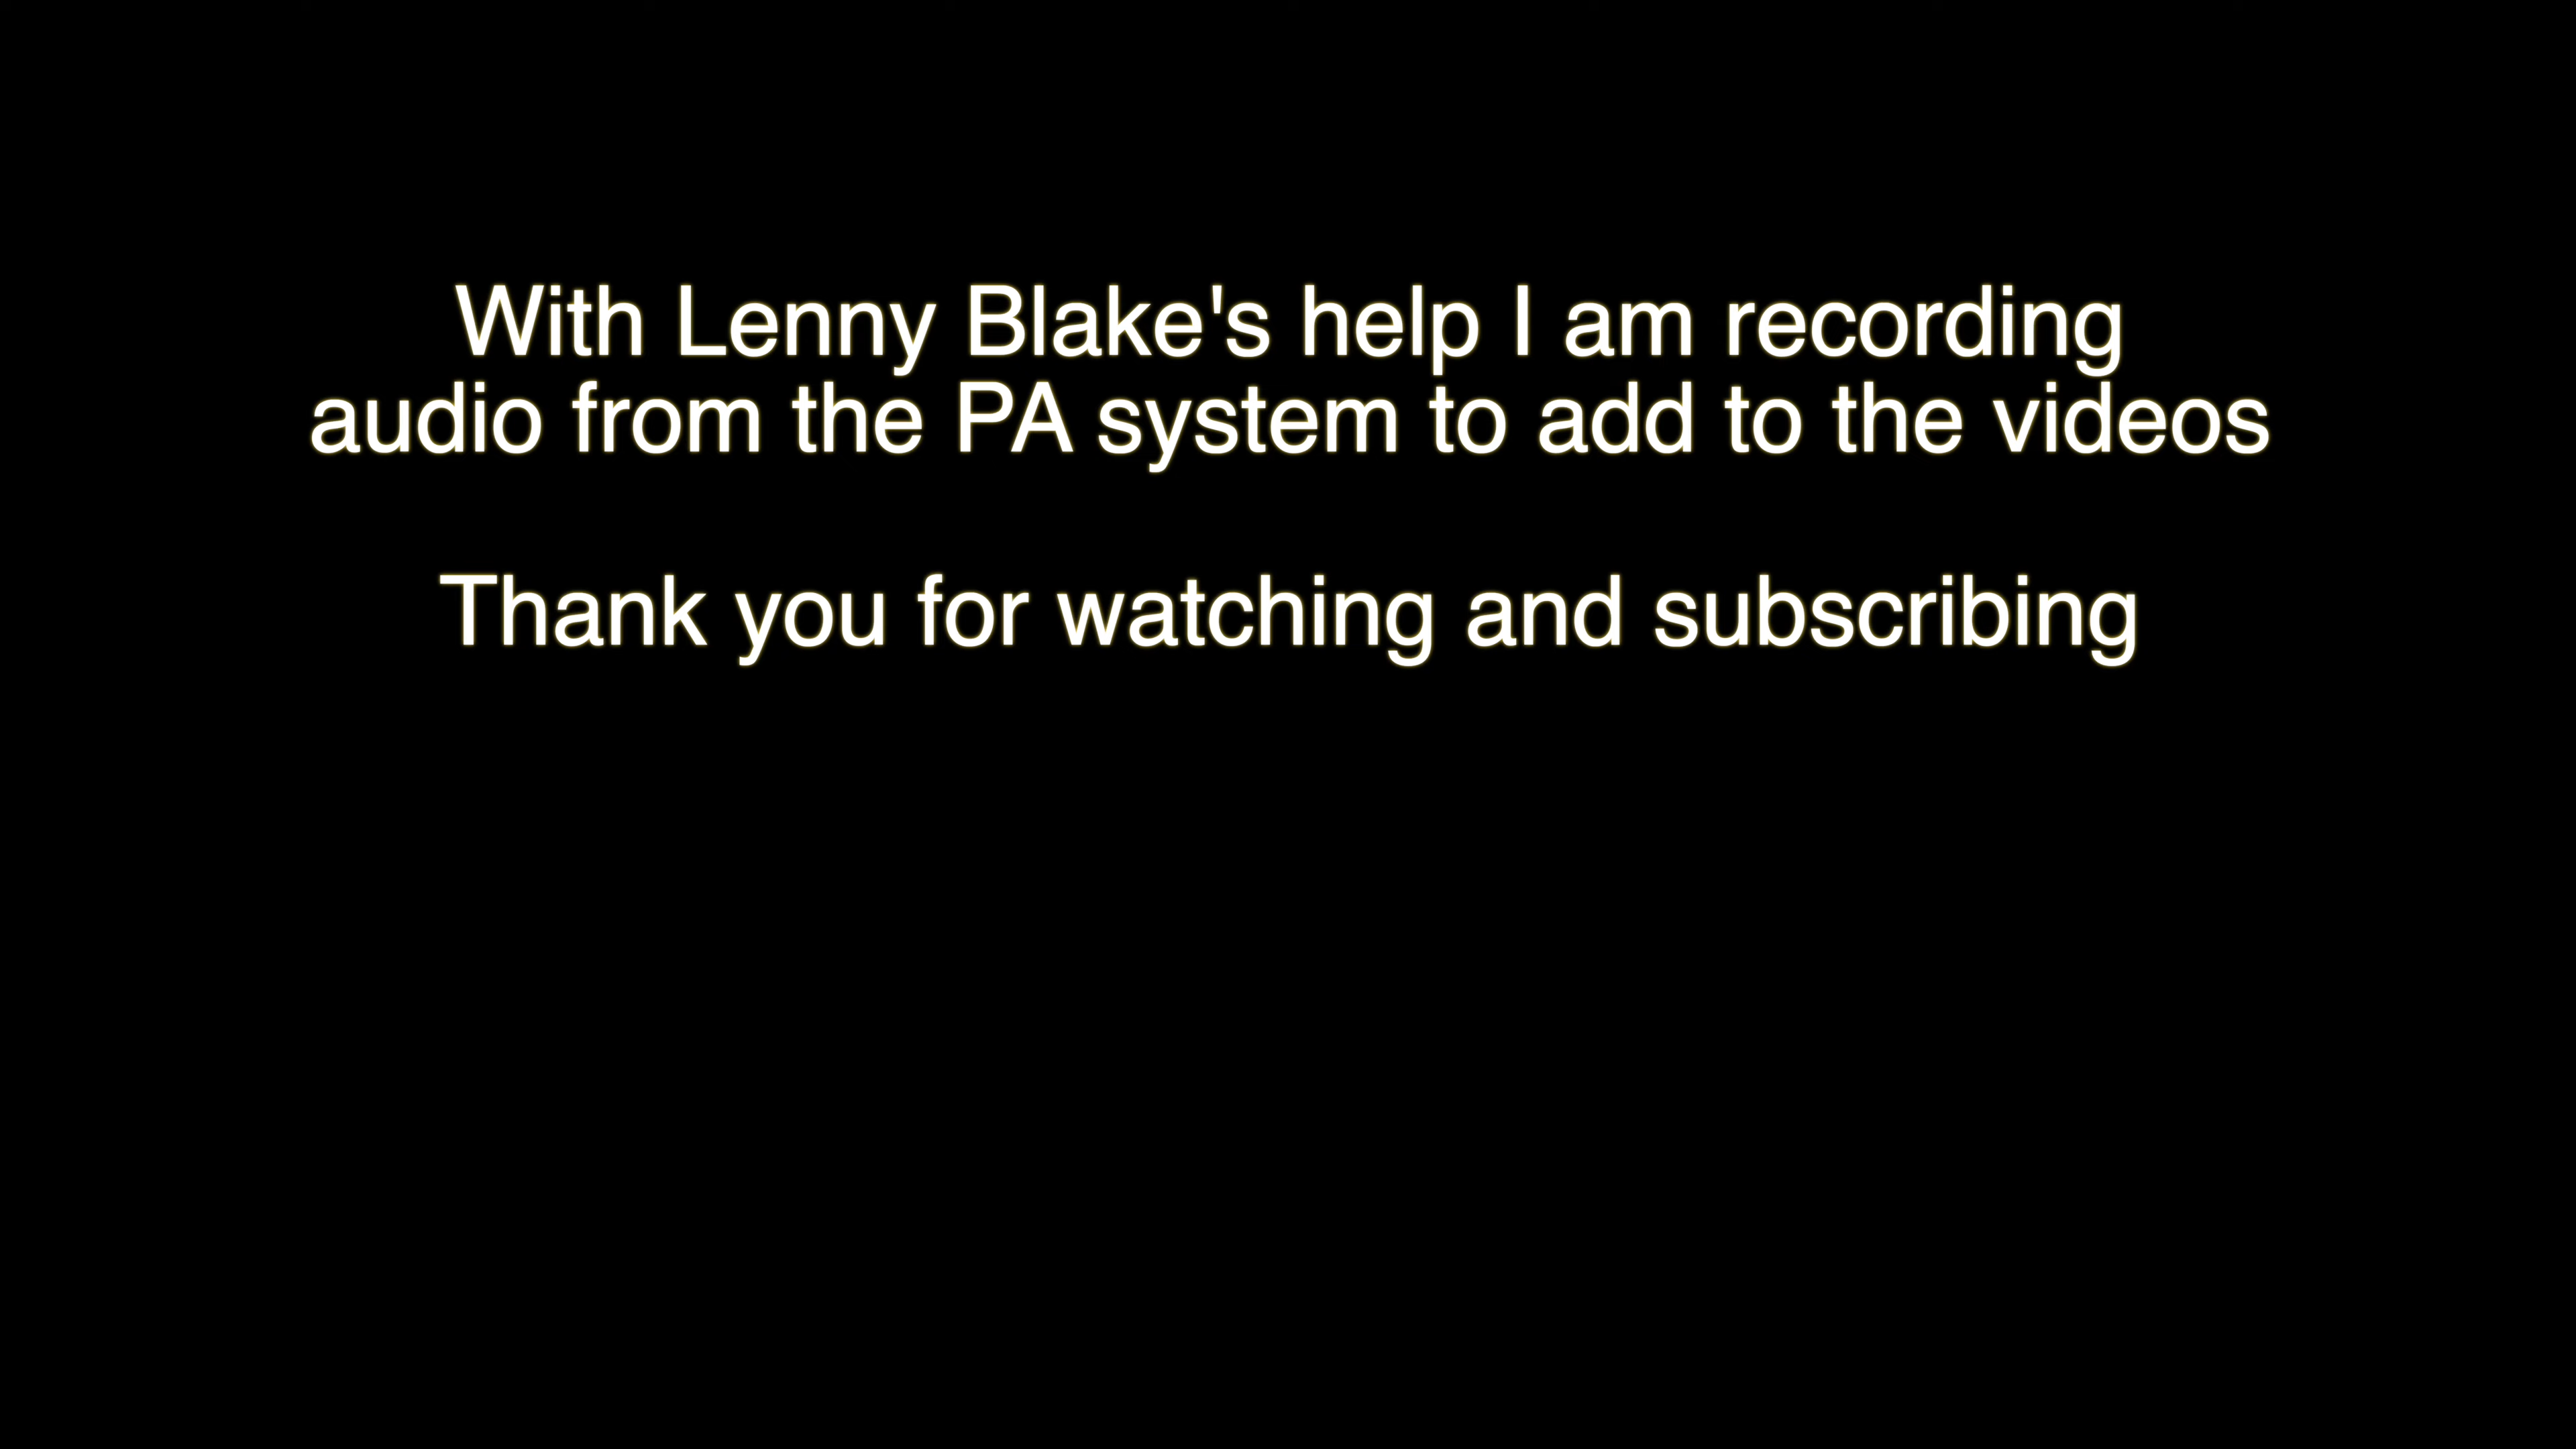 With Lenny Blake's help I am recording
audio from the PA system to add to the videos
Thank you for watching and subscribing